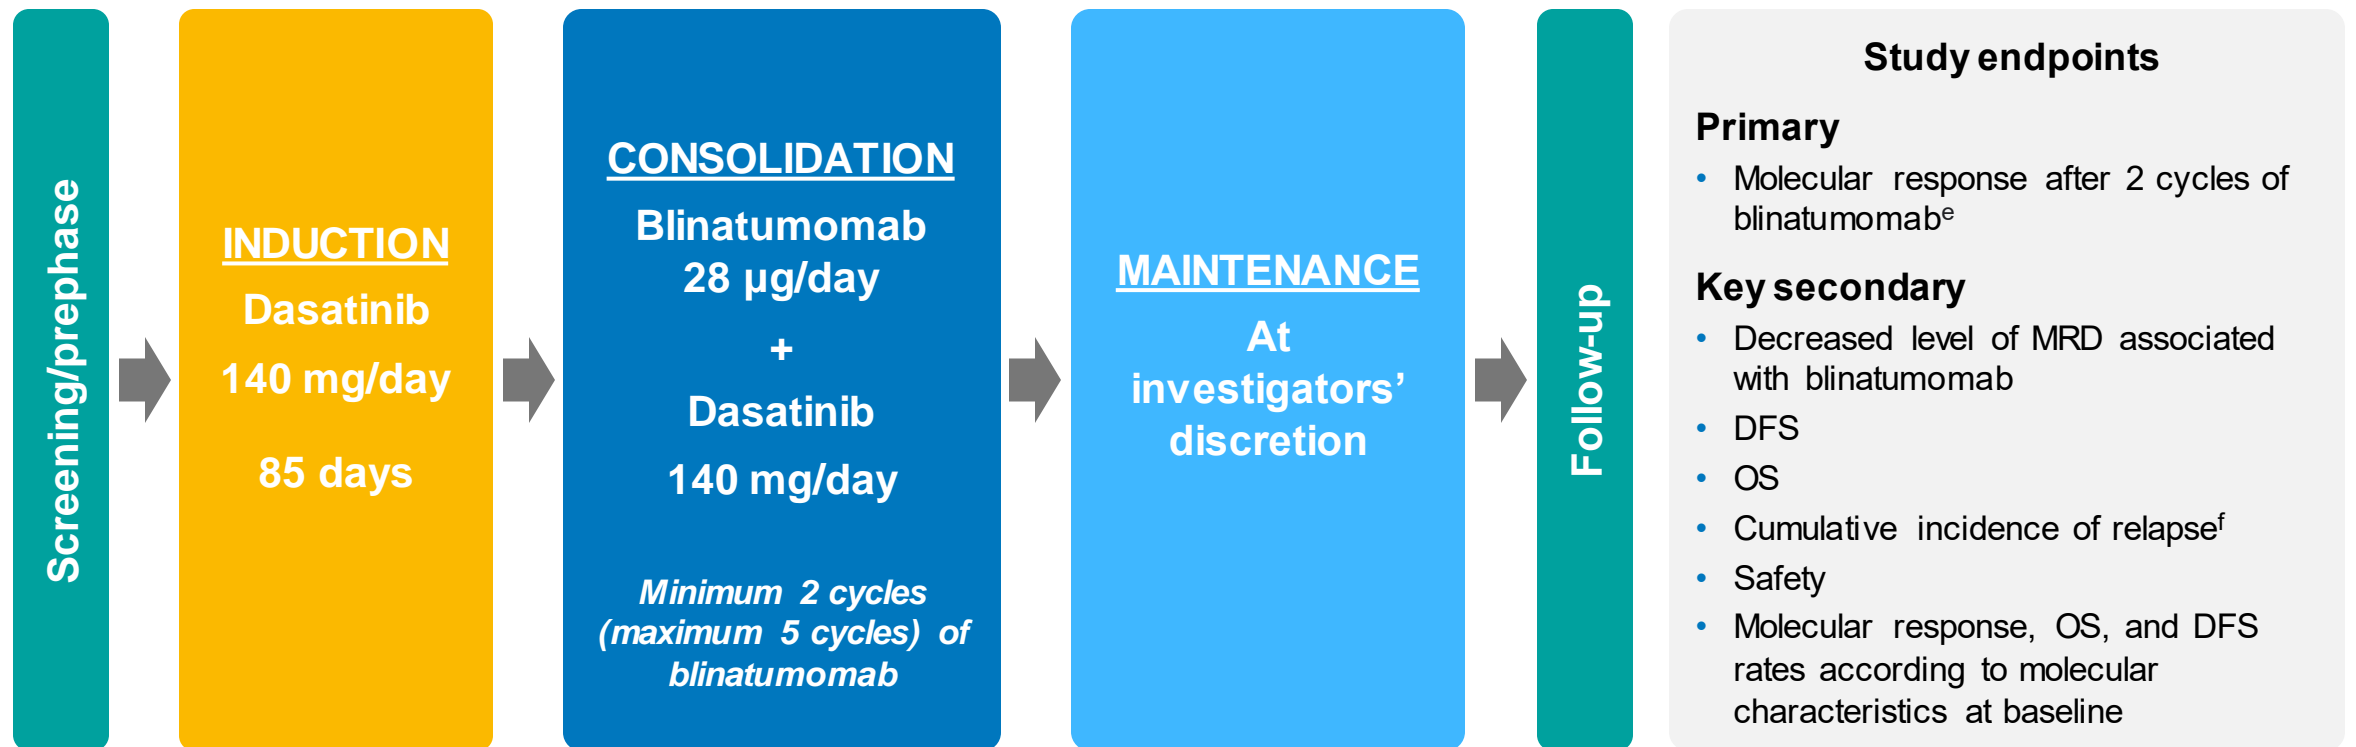 Screening/prephase
INDUCTION
Dasatinib
140 mg/day
85 days
CONSOLIDATION
Blinatumomab
28 µg/day
+
Dasatinib
140 mg/day
Minimum 2 cycles
(maximum 5 cycles) of
blinatumomab
MAINTENANCE
At
investigators’
discretion
Follow-up
Study endpoints
Primary
• Molecular response after 2 cycles of
blinatumomabᵉ
Key secondary
• Decreased level of MRD associated
with blinatumomab
• DFS
• OS
• Cumulative incidence of relapseᶠ
• Safety
• Molecular response, OS, and DFS
rates according to molecular
characteristics at baseline